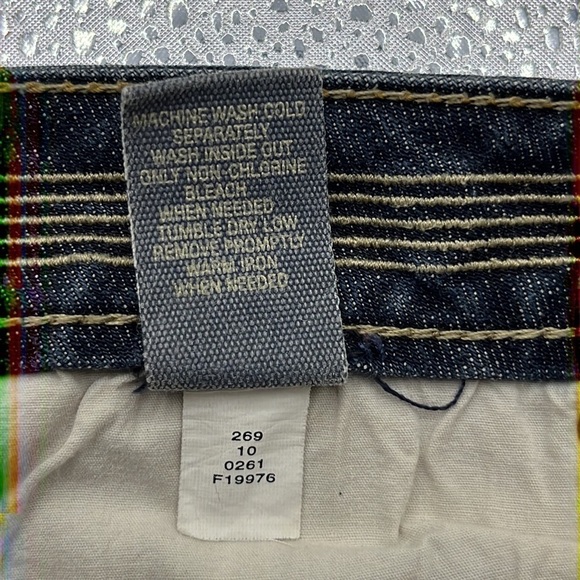 MACHINE WASH COLD
SEPARATELY
WASH INSIDE OUT
ONLY NON-CHLORINE
BLEACH
WHEN NEEDED
TUMBLE DRY LOW
REMOVE PROMPTLY
WARM IRON
WHEN NEEDED
269
10
0261
F19976